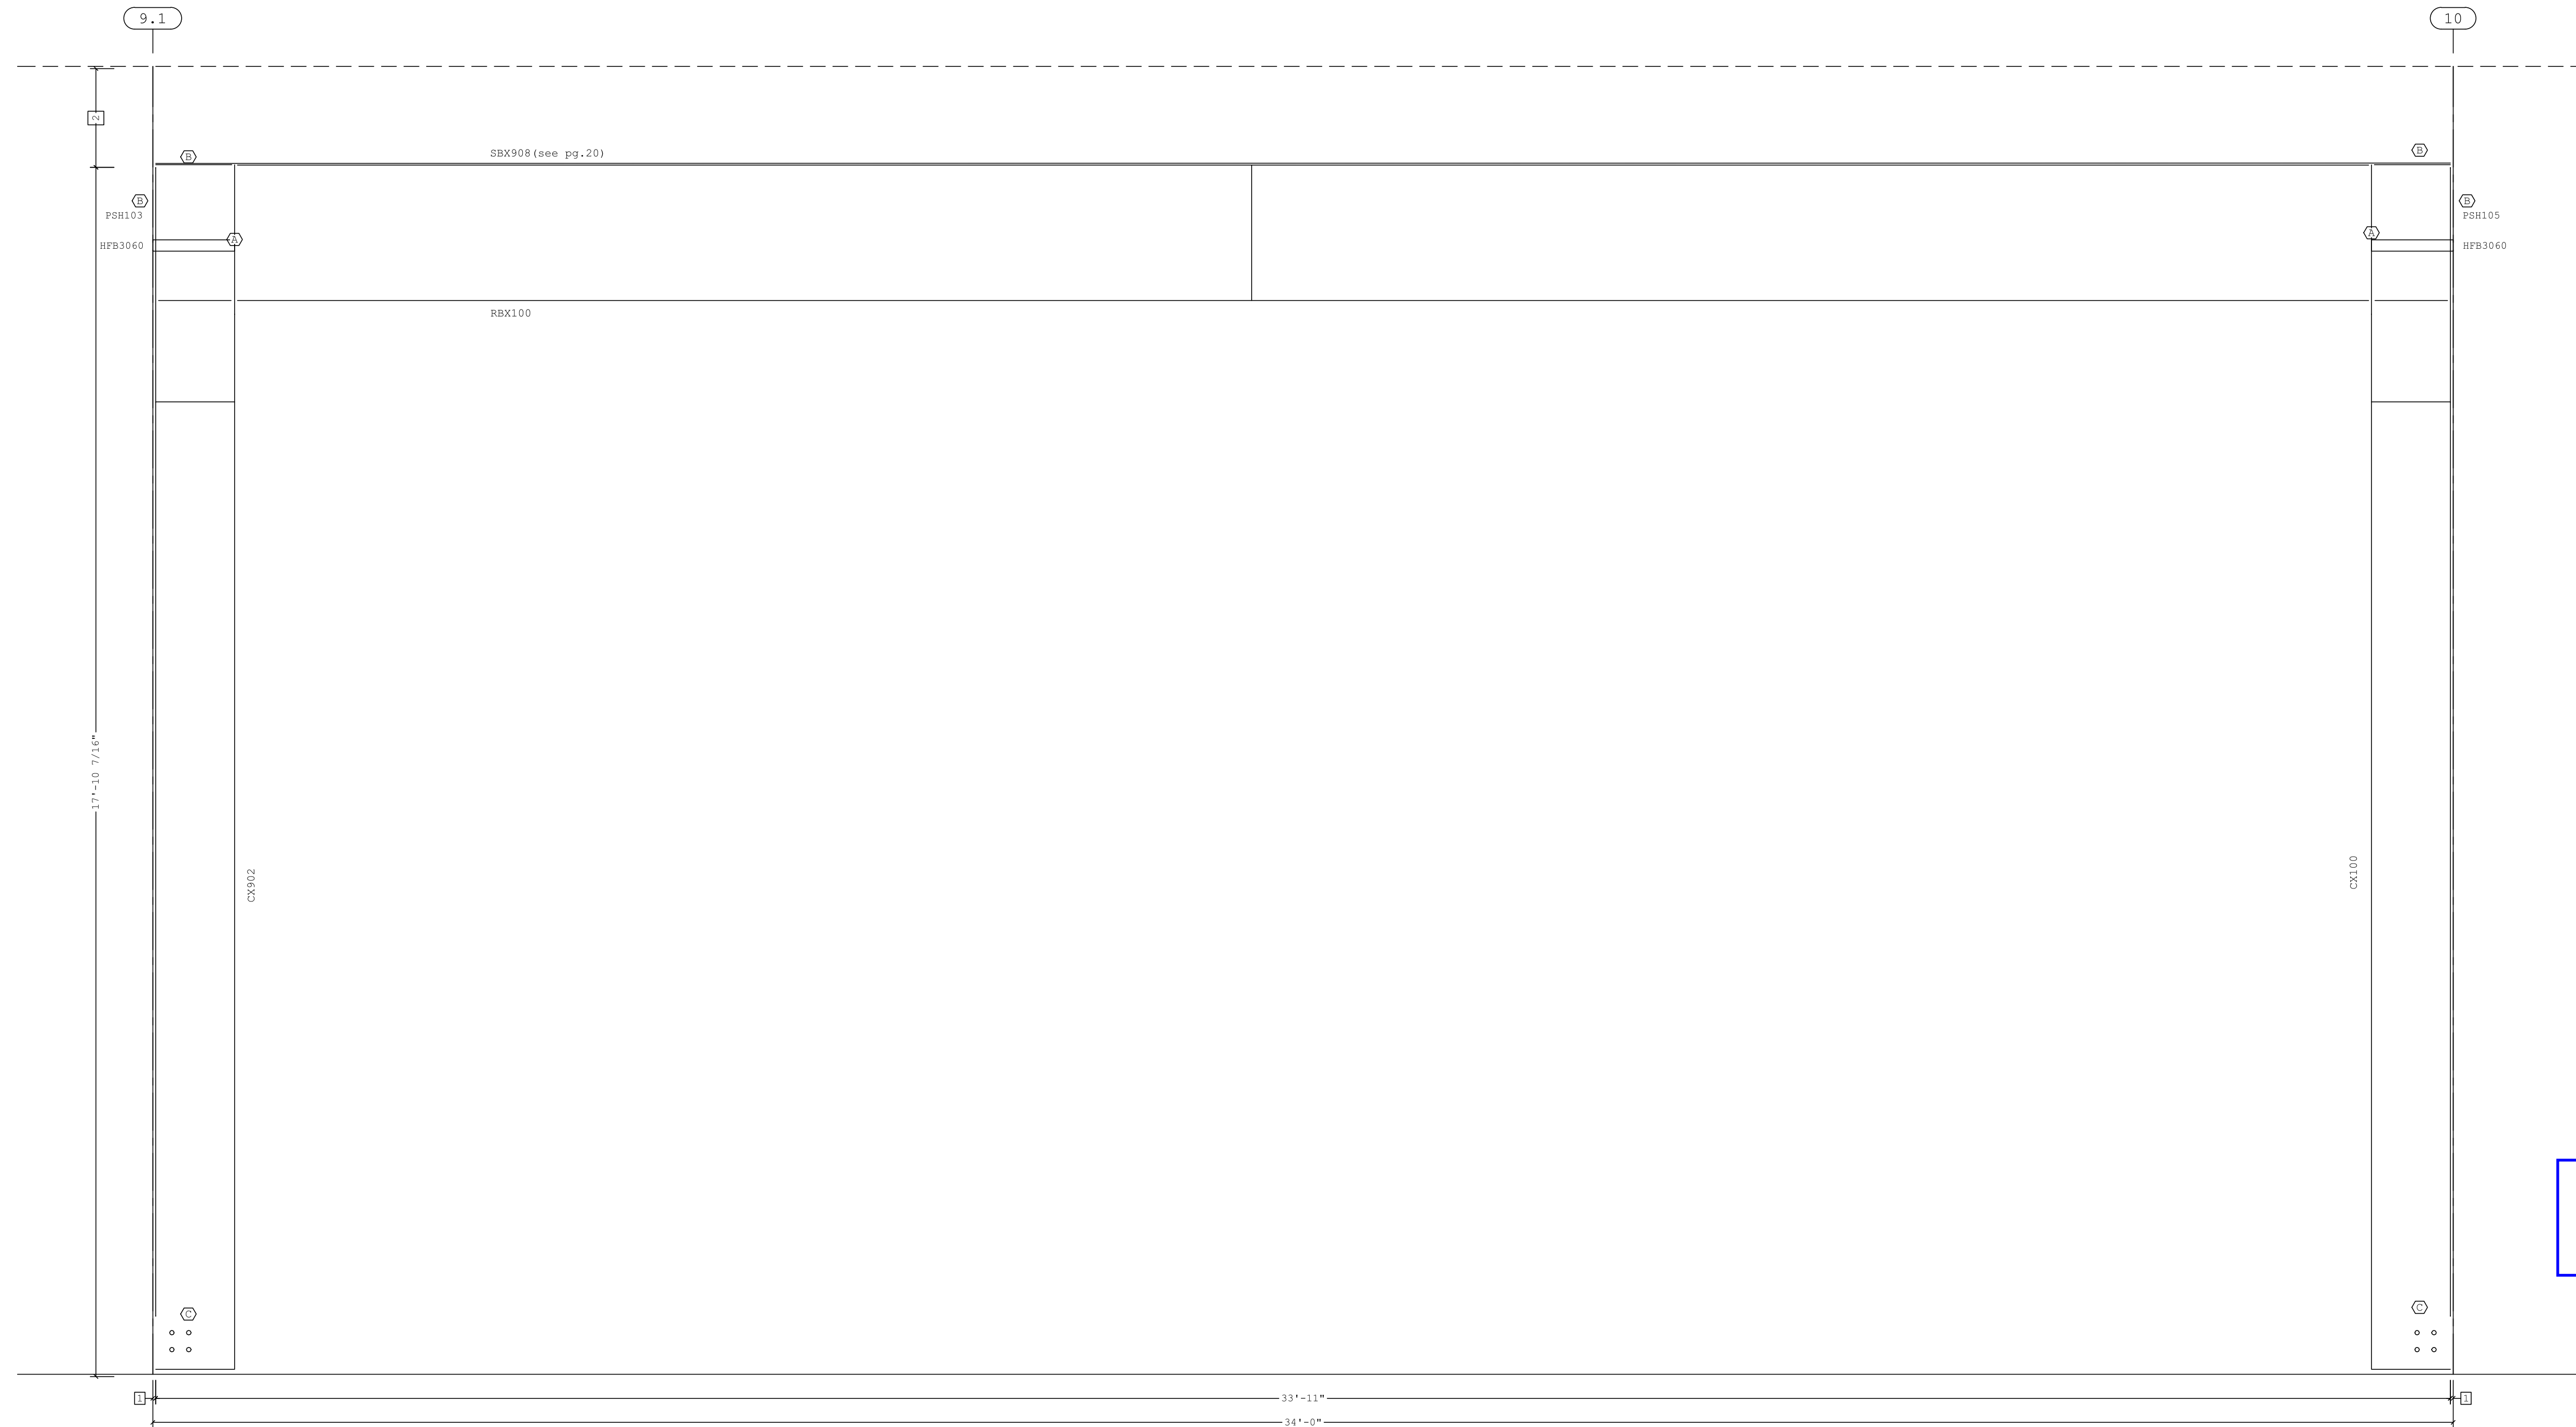 9.1
10
2
B
SBX908(see pg.20)
B
B
PSH103
B
PSH105
A
A
HFB3060
HFB3060
RBX100
17'-10 7/16"
CX902
CX100
C
C
1
33'-11"
1
34'-0"